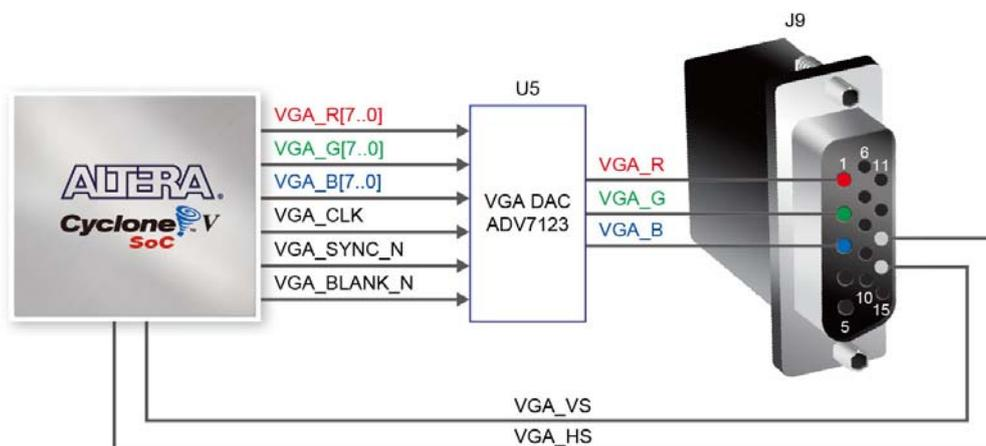 J9
U5
ALTERA®
Cyclone® V
SoC
VGA_R[7..0]
VGA_G[7..0]
VGA_B[7..0]
VGA_CLK
VGA_SYNC_N
VGA_BLANK_N
VGA DAC
ADV7123
VGA_R
VGA_G
VGA_B
1
6
11
5
10
15
VGA_VS
VGA_HS